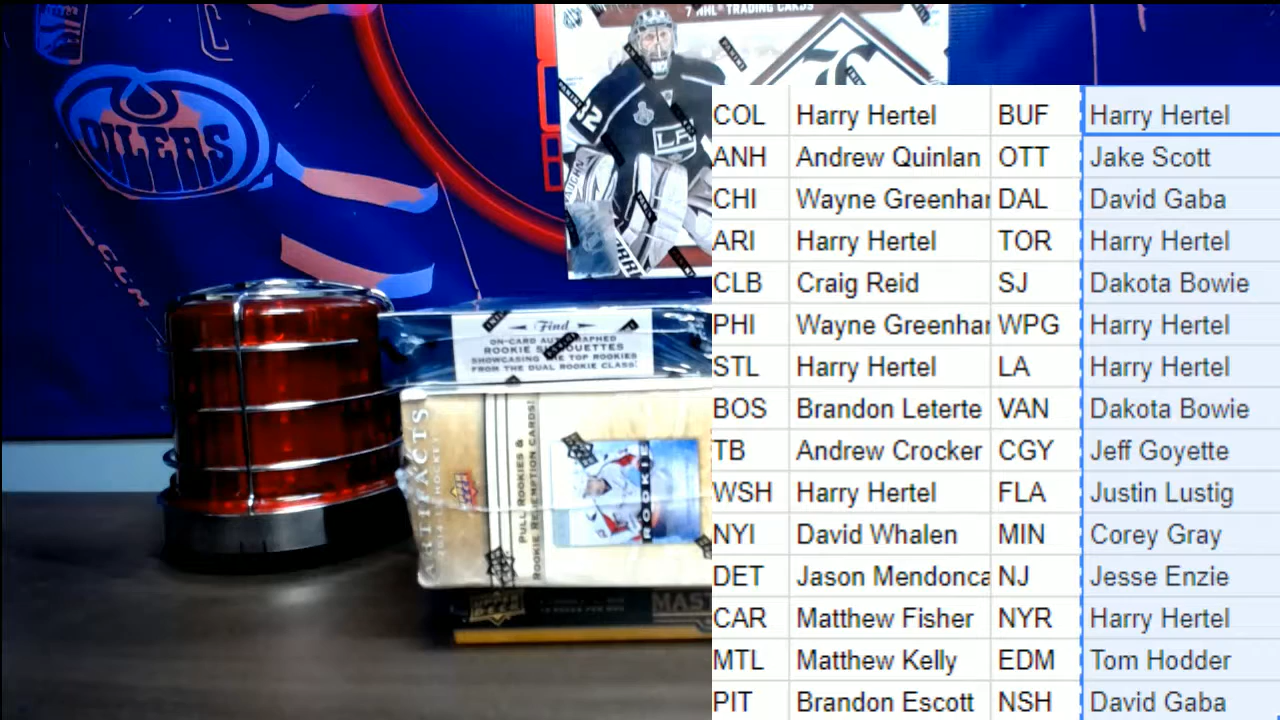 7 NHL TRADING CARDS
OILERS
LA
Find
ON-CARD AUTOGRAPHED
ROOKIE SILHOUETTES
SHOWCASING THE TOP ROOKIES
FROM THE DUAL ROOKIE CLASS!
ARTIFACTS
PULL ROOKIES &
ROOKIE REDEMPTION CARDS!
ROOKIE
MAST
COL Harry Hertel BUF Harry Hertel
ANH Andrew Quinlan OTT Jake Scott
CHI Wayne Greenhar DAL David Gaba
ARI Harry Hertel TOR Harry Hertel
CLB Craig Reid SJ Dakota Bowie
PHI Wayne Greenhar WPG Harry Hertel
STL Harry Hertel LA Harry Hertel
BOS Brandon Leterte VAN Dakota Bowie
TB Andrew Crocker CGY Jeff Goyette
WSH Harry Hertel FLA Justin Lustig
NYI David Whalen MIN Corey Gray
DET Jason Mendonca NJ Jesse Enzie
CAR Matthew Fisher NYR Harry Hertel
MTL Matthew Kelly EDM Tom Hodder
PIT Brandon Escott NSH David Gaba